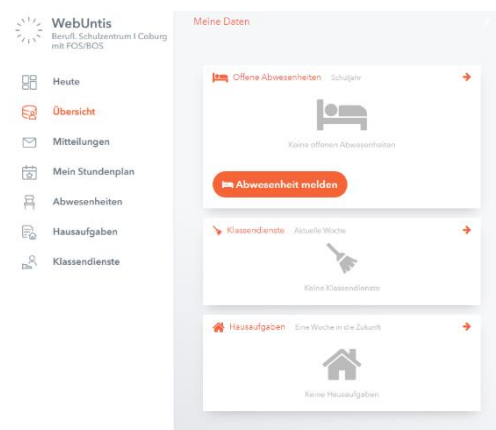 WebUntis
Berufl. Schulzentrum I Coburg
mit FOS/BOS
Heute
Übersicht
Mitteilungen
Mein Stundenplan
Abwesenheiten
Hausaufgaben
Klassendienste
Meine Daten
Offene Abwesenheiten Schuljahr
Keine offenen Abwesenheiten
Abwesenheit melden
Klassendienste Aktuelle Woche
Keine Klassendienste
Hausaufgaben Eine Woche in die Zukunft
Keine Hausaufgaben